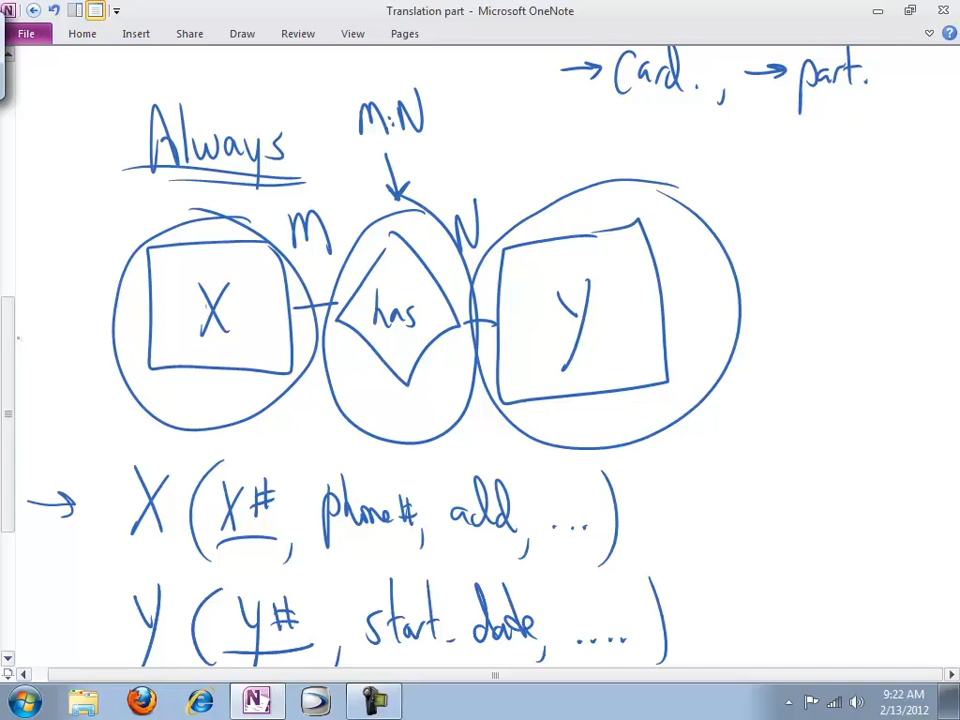 Translation part - Microsoft OneNote
File Home Insert Share Draw Review View Pages
→ Card. , → part.
Always M:N
M N
X has Y
→ X ( X# , phone# , add , ... )
Y ( Y# , start_date , .... )
9:22 AM
2/13/2012